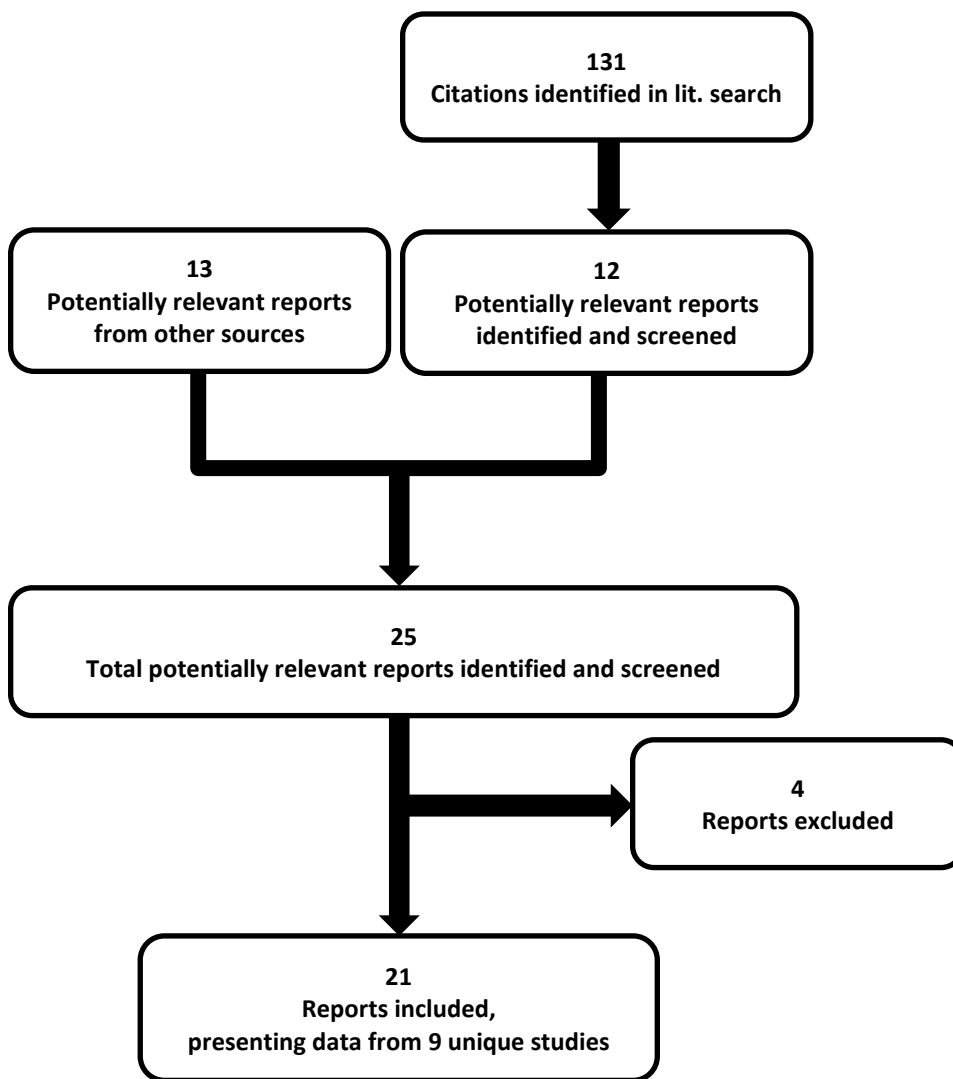 131
Citations identified in lit. search
13
Potentially relevant reports
from other sources
12
Potentially relevant reports
identified and screened
25
Total potentially relevant reports identified and screened
4
Reports excluded
21
Reports included,
presenting data from 9 unique studies